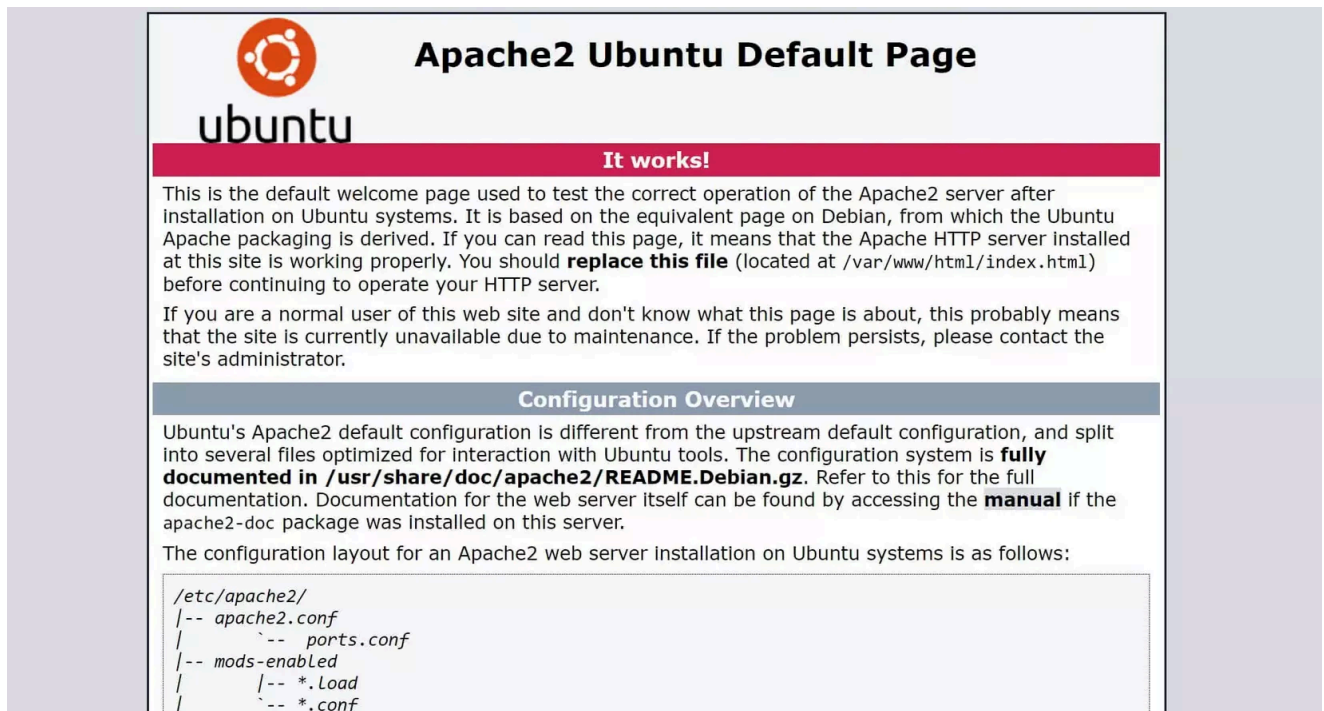 ubuntu
Apache2 Ubuntu Default Page
It works!
This is the default welcome page used to test the correct operation of the Apache2 server after
installation on Ubuntu systems. It is based on the equivalent page on Debian, from which the Ubuntu
Apache packaging is derived. If you can read this page, it means that the Apache HTTP server installed
at this site is working properly. You should replace this file (located at /var/www/html/index.html)
before continuing to operate your HTTP server.
If you are a normal user of this web site and don't know what this page is about, this probably means
that the site is currently unavailable due to maintenance. If the problem persists, please contact the
site's administrator.
Configuration Overview
Ubuntu's Apache2 default configuration is different from the upstream default configuration, and split
into several files optimized for interaction with Ubuntu tools. The configuration system is fully
documented in /usr/share/doc/apache2/README.Debian.gz. Refer to this for the full
documentation. Documentation for the web server itself can be found by accessing the manual if the
apache2-doc package was installed on this server.
The configuration layout for an Apache2 web server installation on Ubuntu systems is as follows:
/etc/apache2/
|-- apache2.conf
|       `--  ports.conf
|-- mods-enabled
|       |-- *.load
|       `-- *.conf